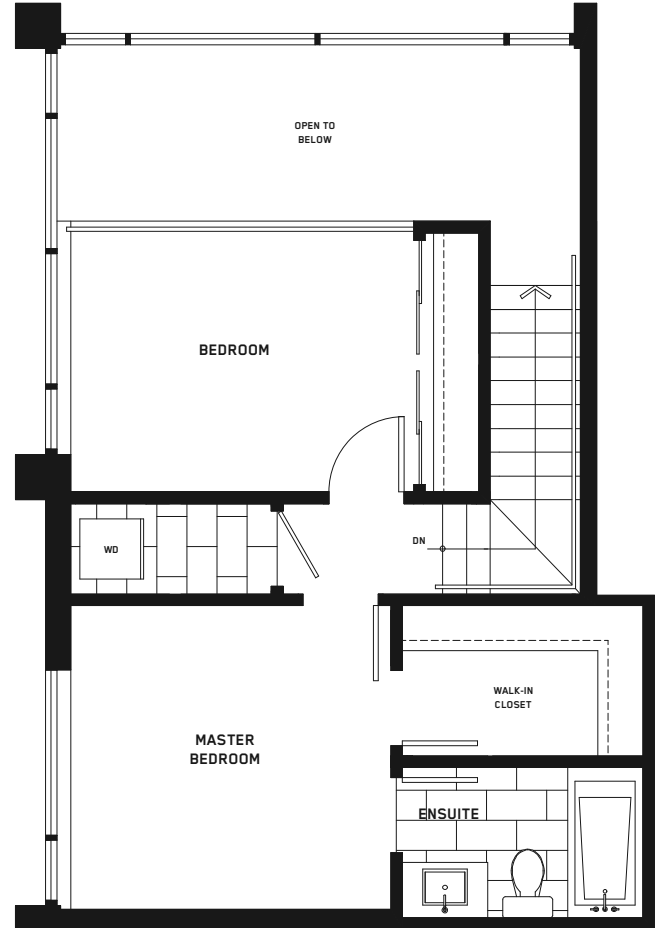 OPEN TO
BELOW
BEDROOM
WD
DN
WALK-IN
CLOSET
MASTER
BEDROOM
ENSUITE